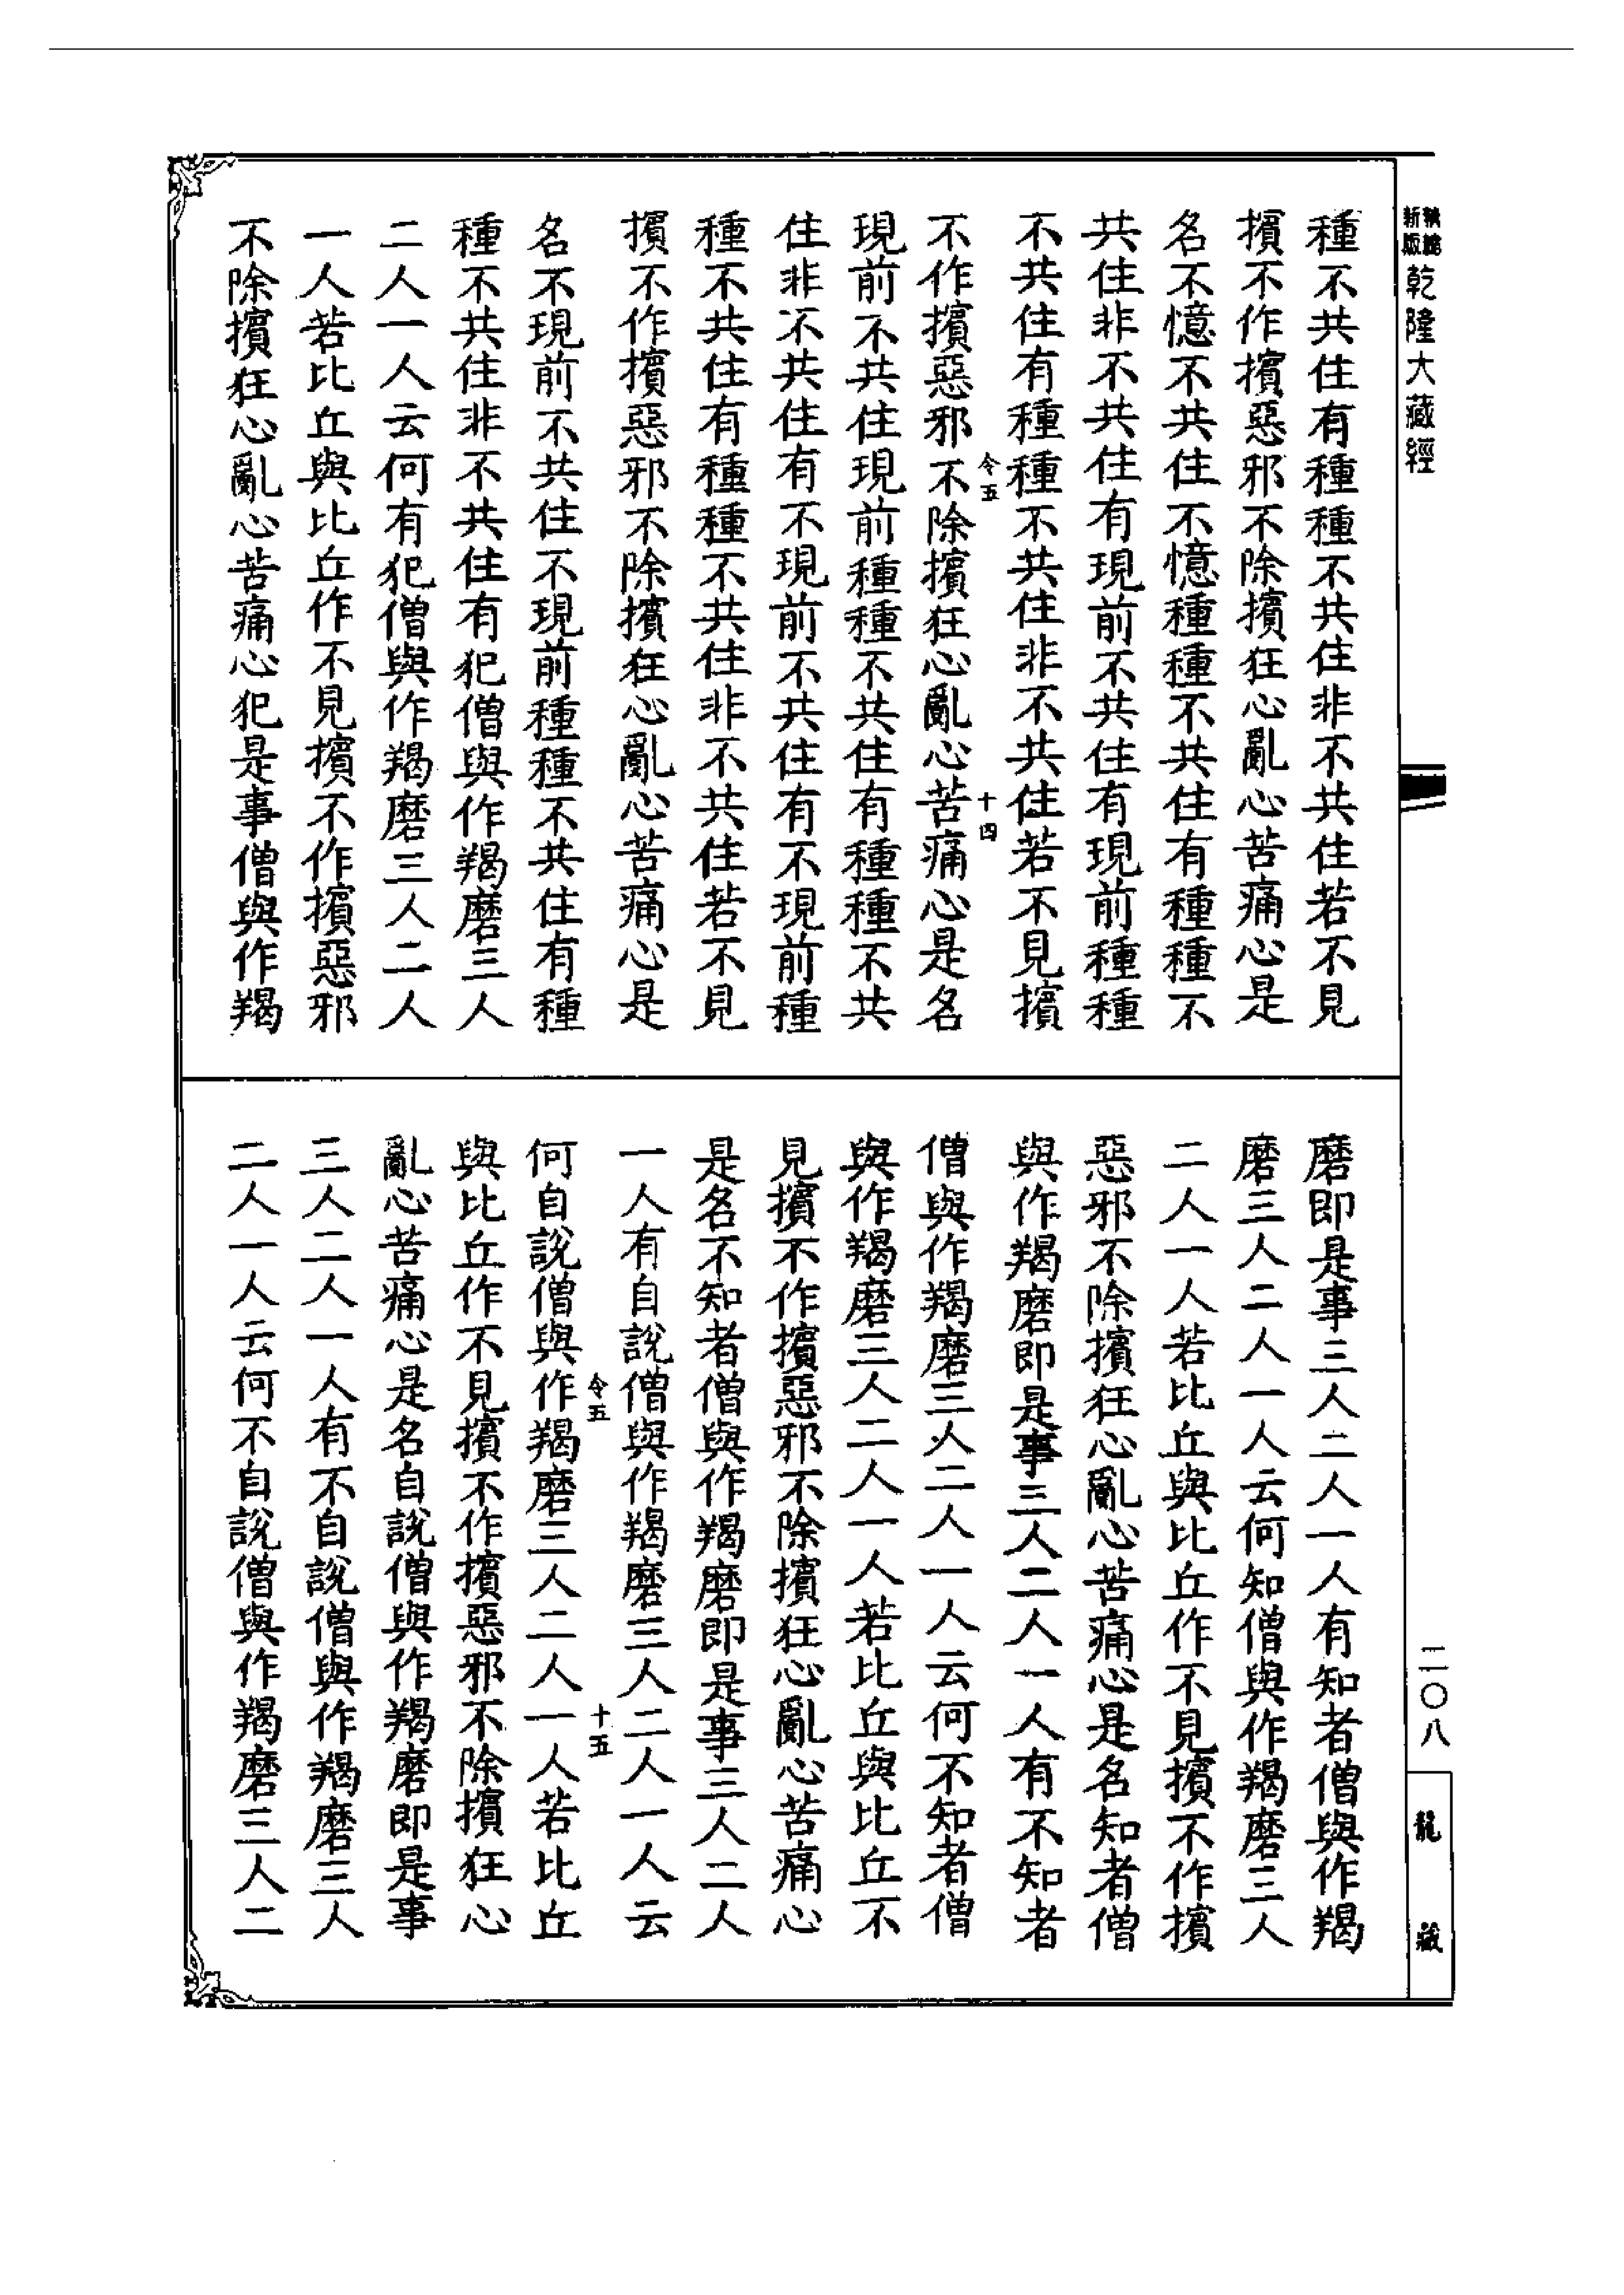 新版
乾隆大藏經
種不共住有種種不共住非不共住若不見
擯不作擯惡邪不除擯狂心亂心苦痛心是
名不憶不共住不憶種種不共住有種種不
共住非不共住有現前不共住有現前種種
不共住有種種不共住非不共住若不見擯
令五
十四
不作擯惡邪不除擯狂心亂心苦痛心是名
現前不共住現前種種不共住有種種不共
住非不共住有不現前不共住有不現前種
種不共住有種種不共住非不共住若不見
擯不作擯惡邪不除擯狂心亂心苦痛心是
名不現前不共住不現前種種不共住有種
種不共住非不共住有犯僧與作羯磨三人
二人一人云何有犯僧與作羯磨三人二人
一人若比丘與比丘作不見擯不作擯惡邪
不除擯狂心亂心苦痛心犯是事僧與作羯
磨即是事三人二人一人有知者僧與作羯
磨三人二人一人云何知僧與作羯磨三人
二人一人若比丘與比丘作不見擯不作擯
惡邪不除擯狂心亂心苦痛心是名知者僧
與作羯磨即是事三人二人一人有不知者
僧與作羯磨三人二人一人云何不知者僧
與作羯磨三人二人一人若比丘與比丘不
見擯不作擯惡邪不除擯狂心亂心苦痛心
是名不知者僧與作羯磨即是事三人二人
一人有自說僧與作羯磨三人二人一人云
令五
十五
何自說僧與作羯磨三人二人一人若比丘
與比丘作不見擯不作擯惡邪不除擯狂心
亂心苦痛心是名自說僧與作羯磨即是事
三人二人一人有不自說僧與作羯磨三人
二人一人云何不自說僧與作羯磨三人二
二〇八
龍藏